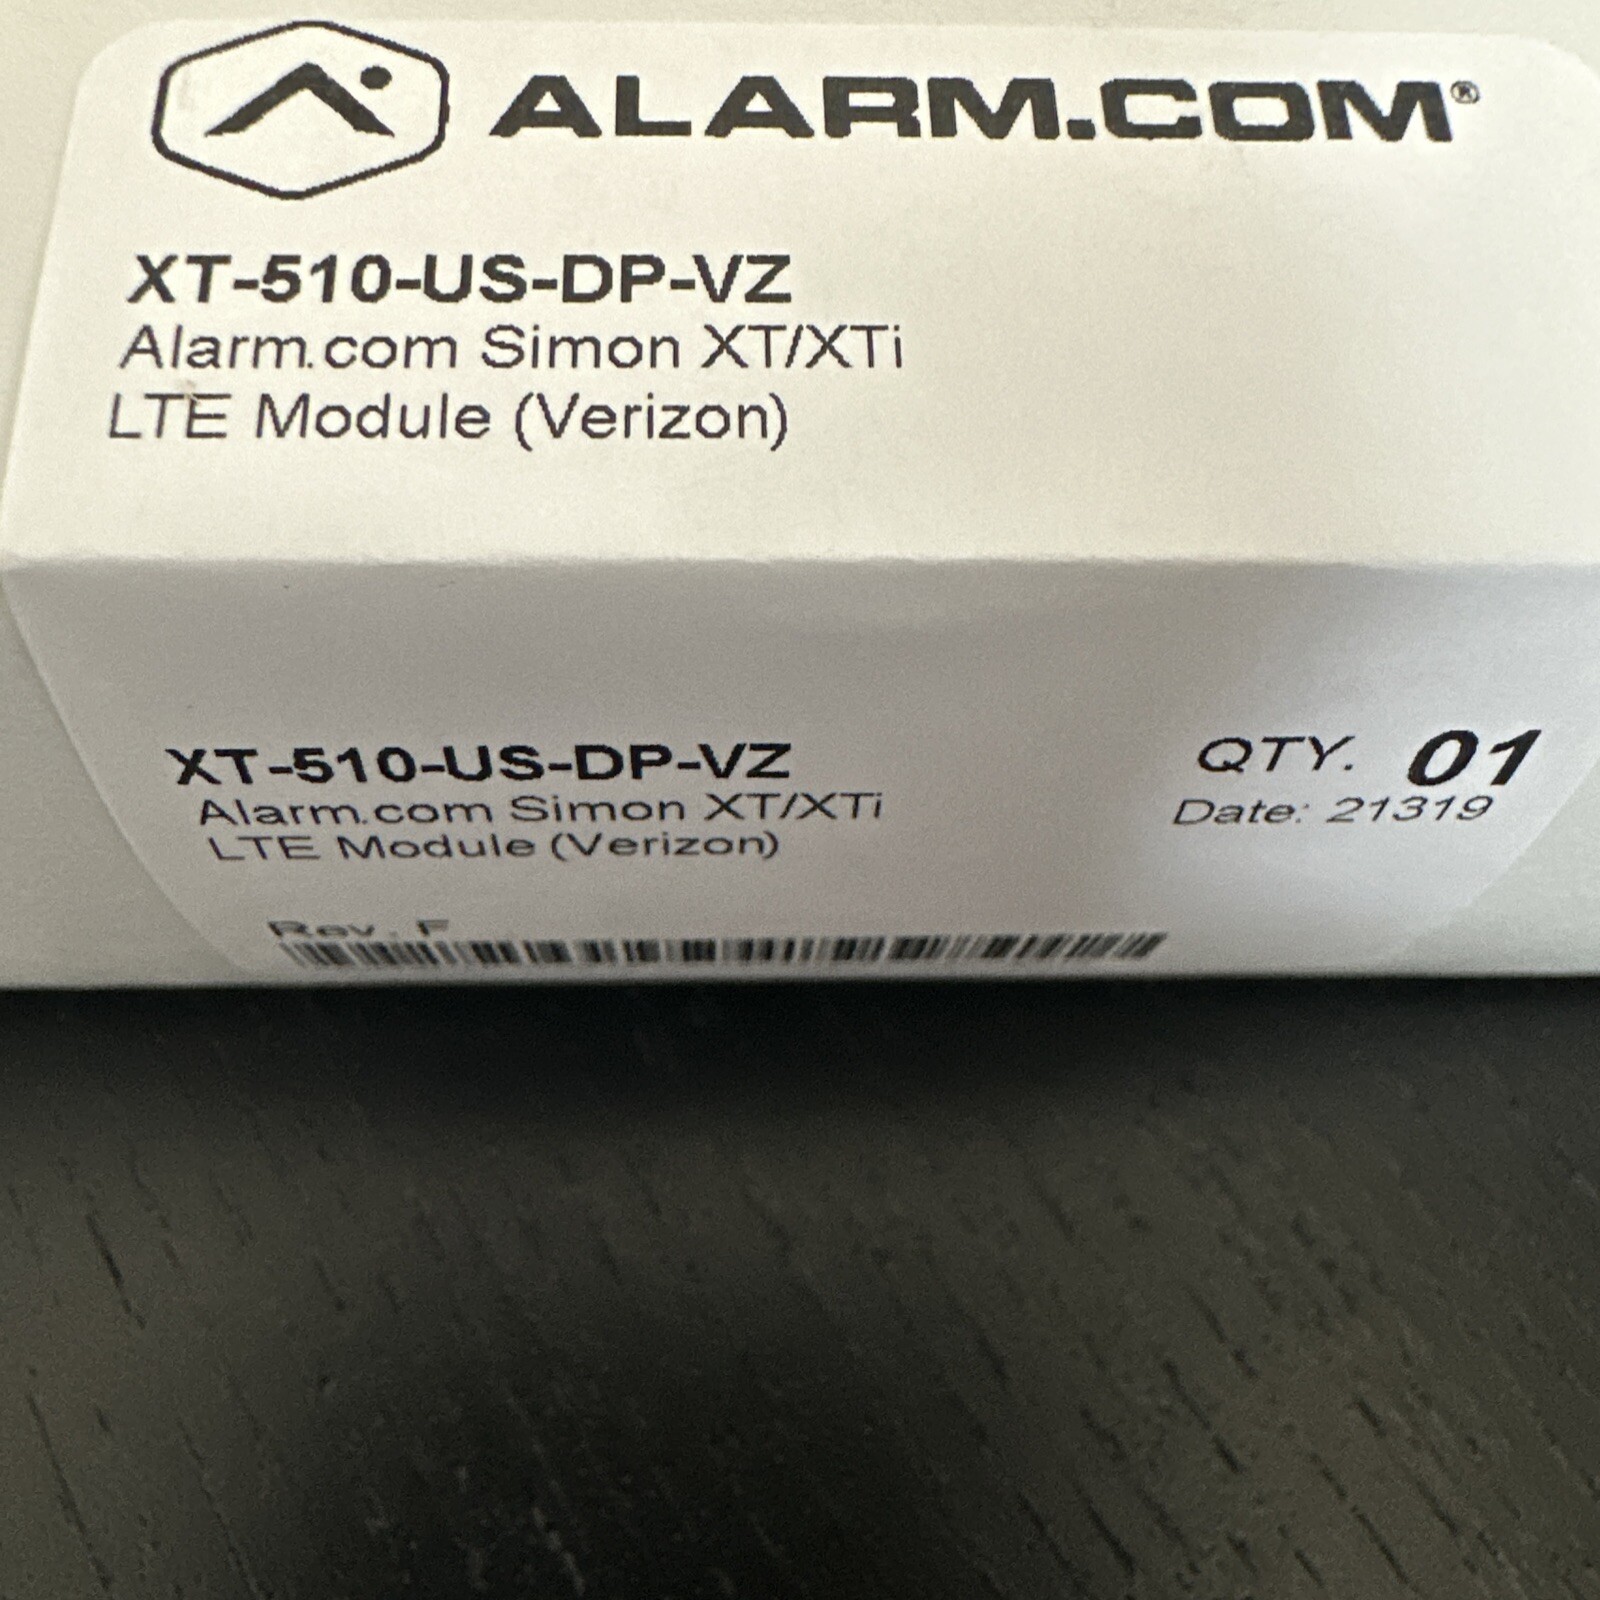 ALARM.COM®
XT-510-US-DP-VZ
Alarm.com Simon XT/XTi
LTE Module (Verizon)
XT-510-US-DP-VZ
Alarm.com Simon XT/XTi
LTE Module (Verizon)
QTY. 01
Date: 21319
Rev. F